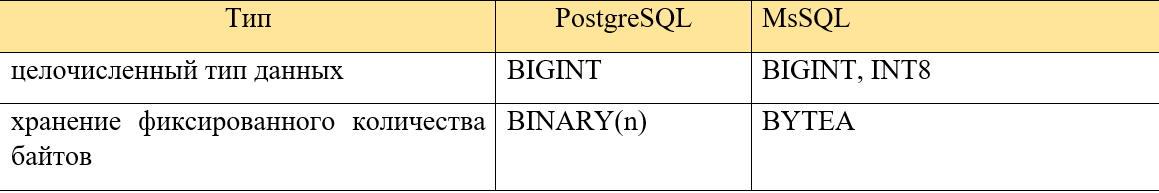 Тип PostgreSQL MsSQL
целочисленный тип данных BIGINT BIGINT, INT8
хранение фиксированного количества BINARY(n) BYTEA
байтов